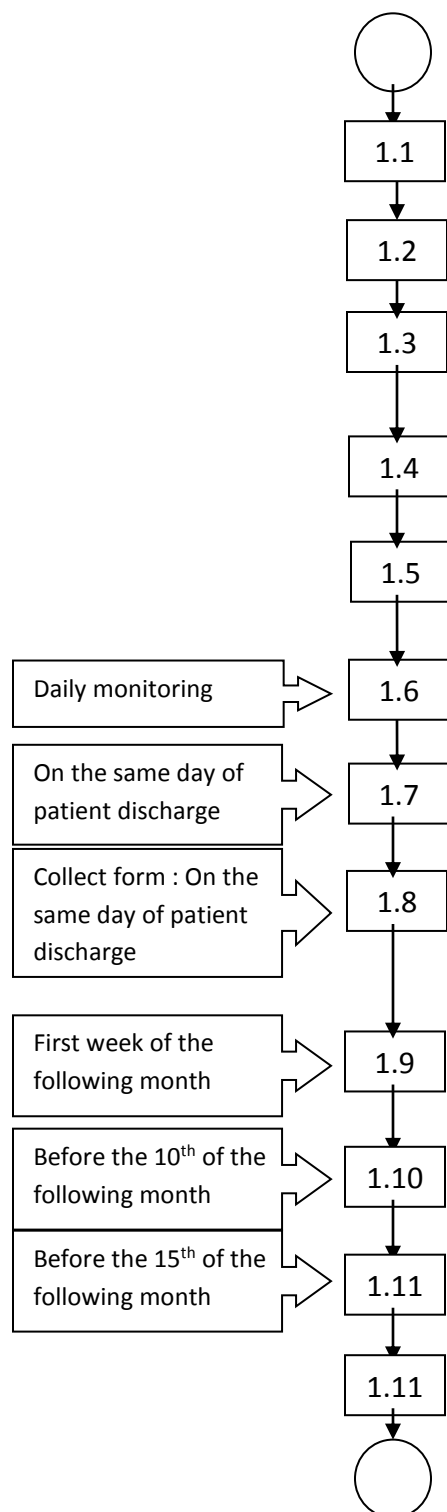 1.1
1.2
1.3
1.4
1.5
Daily monitoring
1.6
On the same day of
patient discharge
1.7
Collect form : On the
same day of patient
discharge
1.8
First week of the
following month
1.9
Before the 10th of the
following month
1.10
Before the 15th of the
following month
1.11
1.11